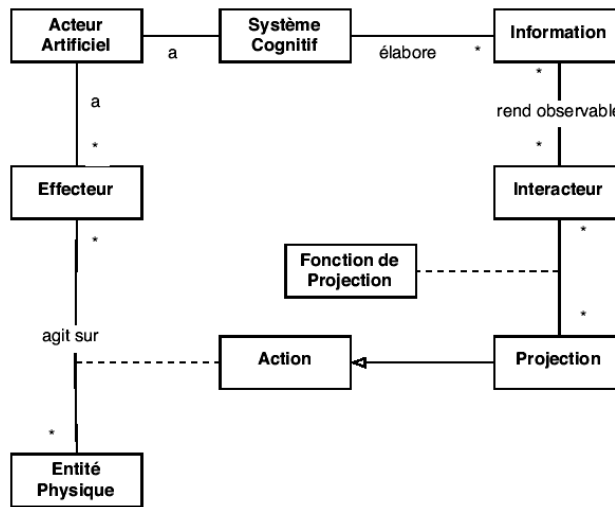 Acteur
Artificiel
a
Système
Cognitif
élabore
*
Information
a
*
*
rend observable
*
Effecteur
Interacteur
*
*
Fonction de
Projection
agit sur
*
Action
Projection
*
Entité
Physique